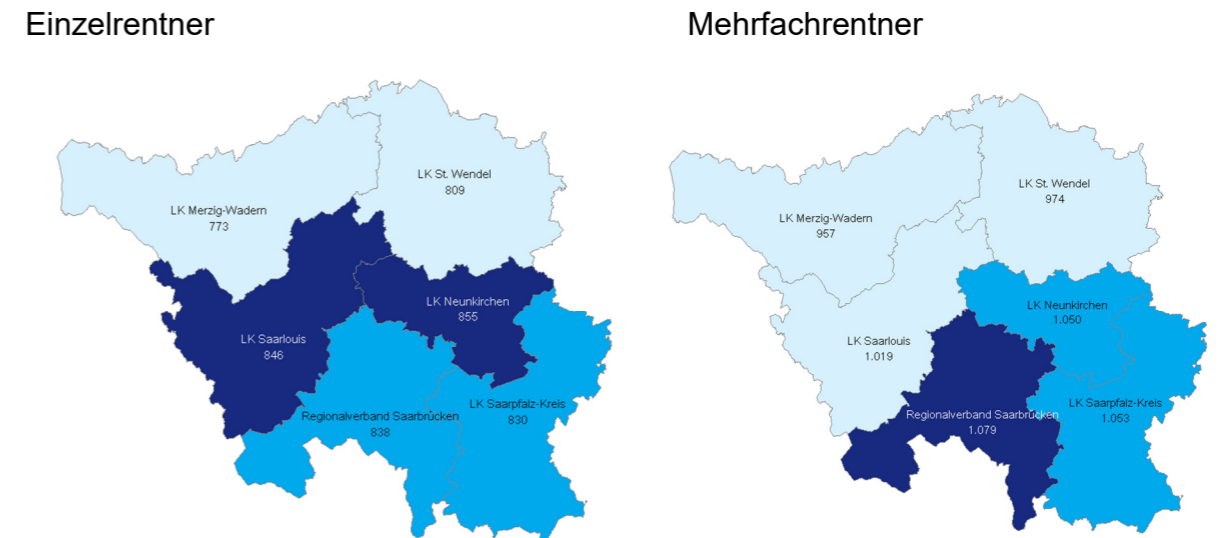 Einzelrentner
LK St. Wendel
809
LK Merzig-Wadern
773
LK Neunkirchen
855
LK Saarlouis
846
LK Saarpfalz-Kreis
830
Regionalverband Saarbrücken
838
Mehrfachrentner
LK St. Wendel
974
LK Merzig-Wadern
957
LK Neunkirchen
1.050
LK Saarlouis
1.019
LK Saarpfalz-Kreis
1.053
Regionalverband Saarbrücken
1.079